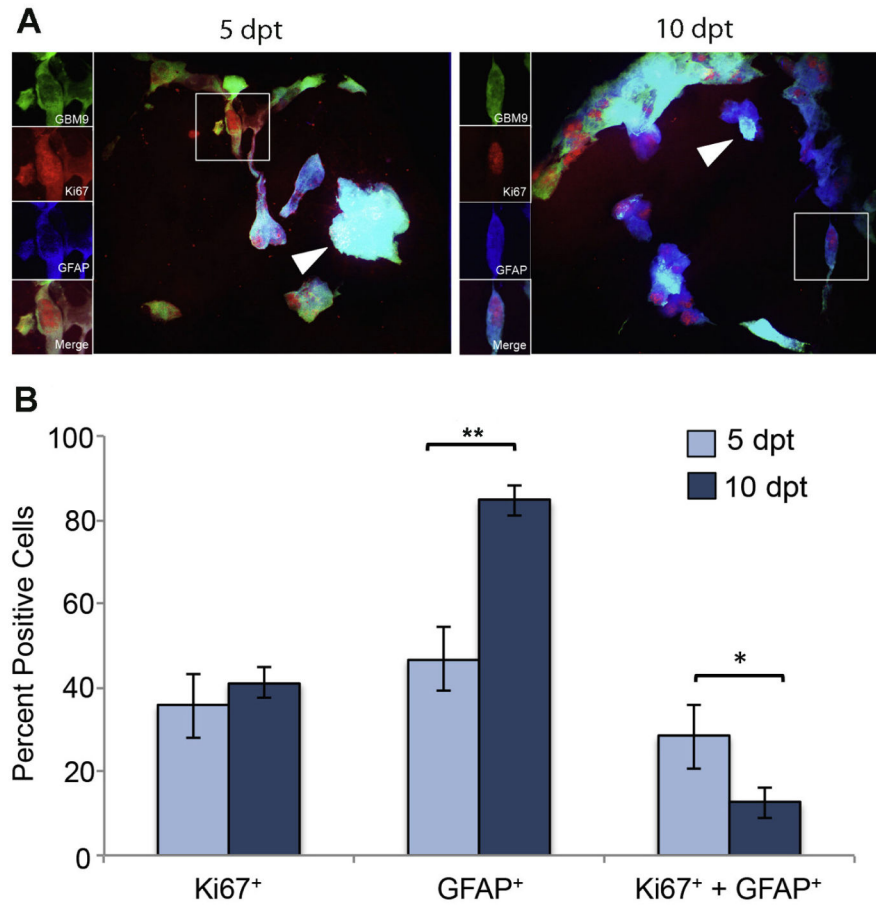 A
5 dpt
10 dpt
GBM9
Ki67
GFAP
Merge
GBM9
Ki67
GFAP
Merge
B
Percent Positive Cells
100
80
60
40
20
0
**
*
5 dpt
10 dpt
Ki67⁺
GFAP⁺
Ki67⁺ + GFAP⁺